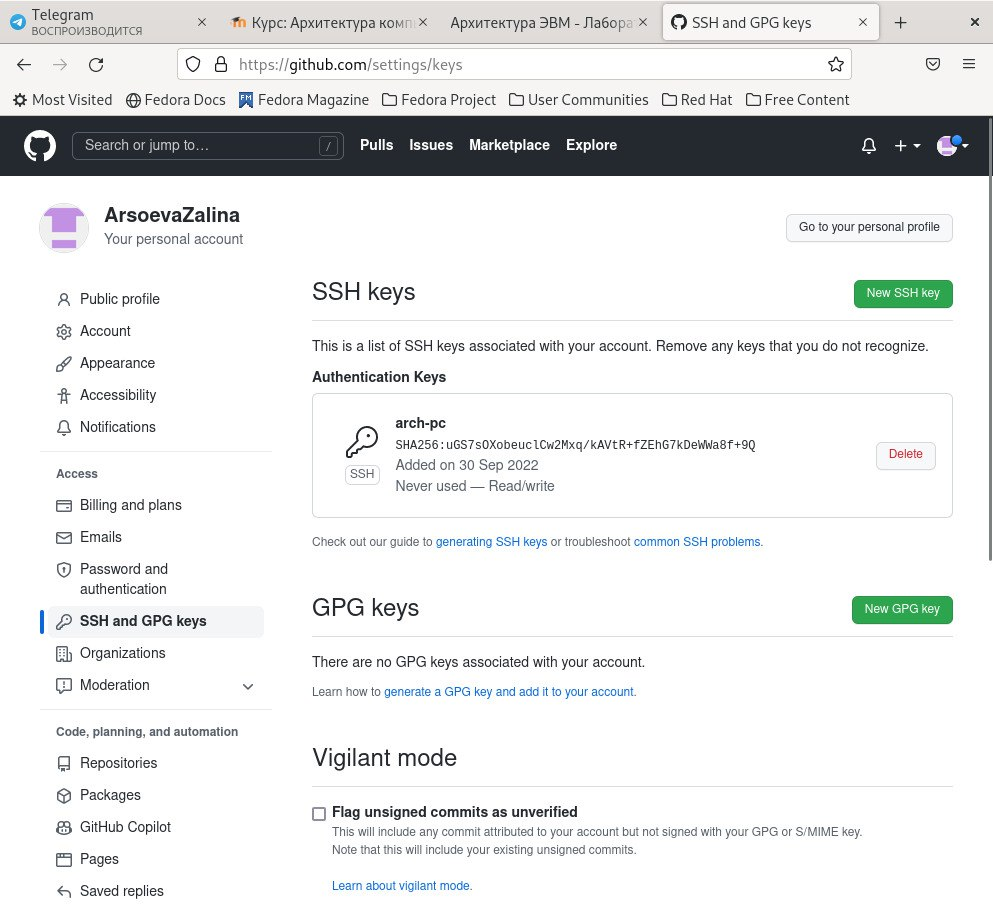 Telegram
ВОСПРОИЗВОДИТСЯ
Курс: Архитектура комп
Архитектура ЭВМ - Лабора
SSH and GPG keys
https://github.com/settings/keys
Most Visited
Fedora Docs
Fedora Magazine
Fedora Project
User Communities
Red Hat
Free Content
Search or jump to…
/
Pulls
Issues
Marketplace
Explore
ArsoevaZalina
Your personal account
Go to your personal profile
Public profile
Account
Appearance
Accessibility
Notifications
Access
Billing and plans
Emails
Password and
authentication
SSH and GPG keys
Organizations
Moderation
Code, planning, and automation
Repositories
Packages
GitHub Copilot
Pages
Saved replies
SSH keys
New SSH key
This is a list of SSH keys associated with your account. Remove any keys that you do not recognize.
Authentication Keys
SSH
arch-pc
SHA256:uGS7sOXobeuclCw2Mxq/kAVtR+fZEhG7kDeWWa8f+9Q
Added on 30 Sep 2022
Never used — Read/write
Delete
Check out our guide to generating SSH keys or troubleshoot common SSH problems.
GPG keys
New GPG key
There are no GPG keys associated with your account.
Learn how to generate a GPG key and add it to your account.
Vigilant mode
Flag unsigned commits as unverified
This will include any commit attributed to your account but not signed with your GPG or S/MIME key.
Note that this will include your existing unsigned commits.
Learn about vigilant mode.